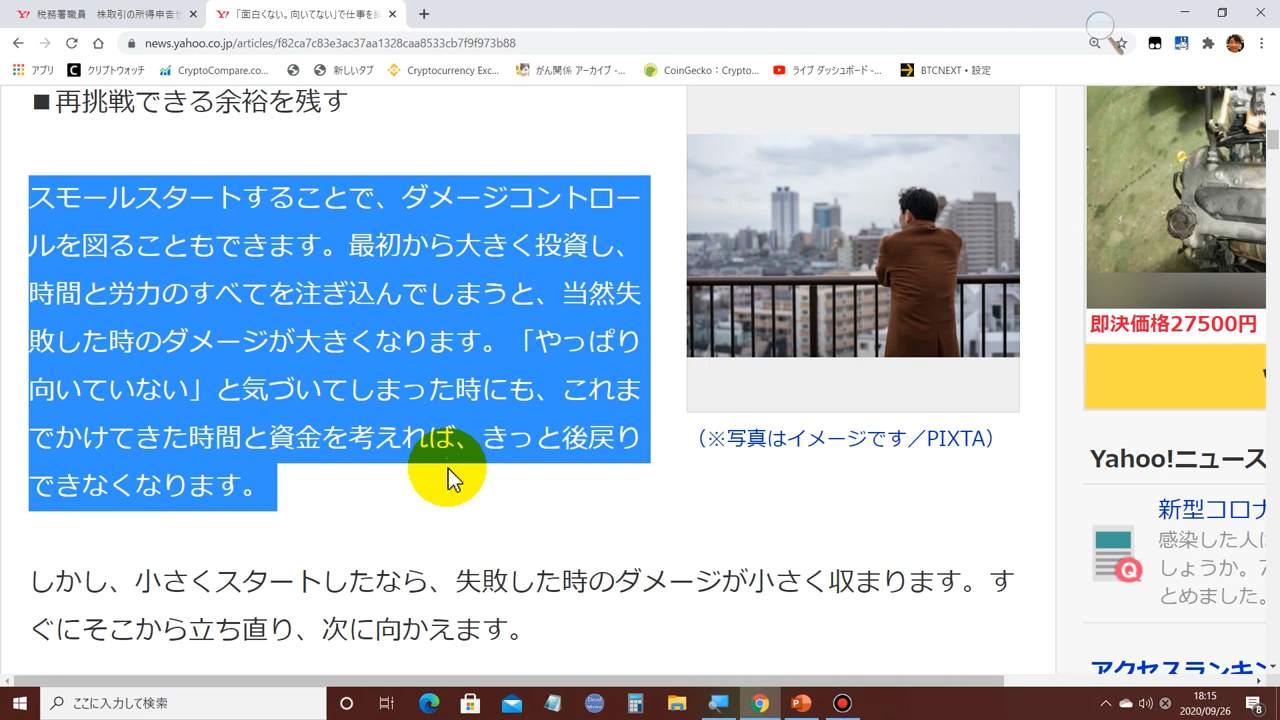 税務署職員　株取引の所得申告せ
「面白くない。向いてない」で仕事を辞
news.yahoo.co.jp/articles/f82ca7c83e3ac37aa1328caa8533cb7f9f973b88
アプリ
クリプトウォッチ
CryptoCompare.co...
新しいタブ
Cryptocurrency Exc...
がん関係 アーカイブ -...
CoinGecko：Crypto...
ライブ ダッシュボード -...
BTCNEXT・設定
■再挑戦できる余裕を残す
スモールスタートすることで、ダメージコントロー
ルを図ることもできます。最初から大きく投資し、
時間と労力のすべてを注ぎ込んでしまうと、当然失
敗した時のダメージが大きくなります。「やっぱり
向いていない」と気づいてしまった時にも、これま
でかけてきた時間と資金を考えれば、きっと後戻り
できなくなります。
（※写真はイメージです／PIXTA）
しかし、小さくスタートしたなら、失敗した時のダメージが小さく収まります。す
ぐにそこから立ち直り、次に向かえます。
即決価格27500円
Yahoo!ニュース
新型コロナ
感染した人に
しょうか。
とめました。
アクセスランキン
ここに入力して検索
18:15
2020/09/26
8